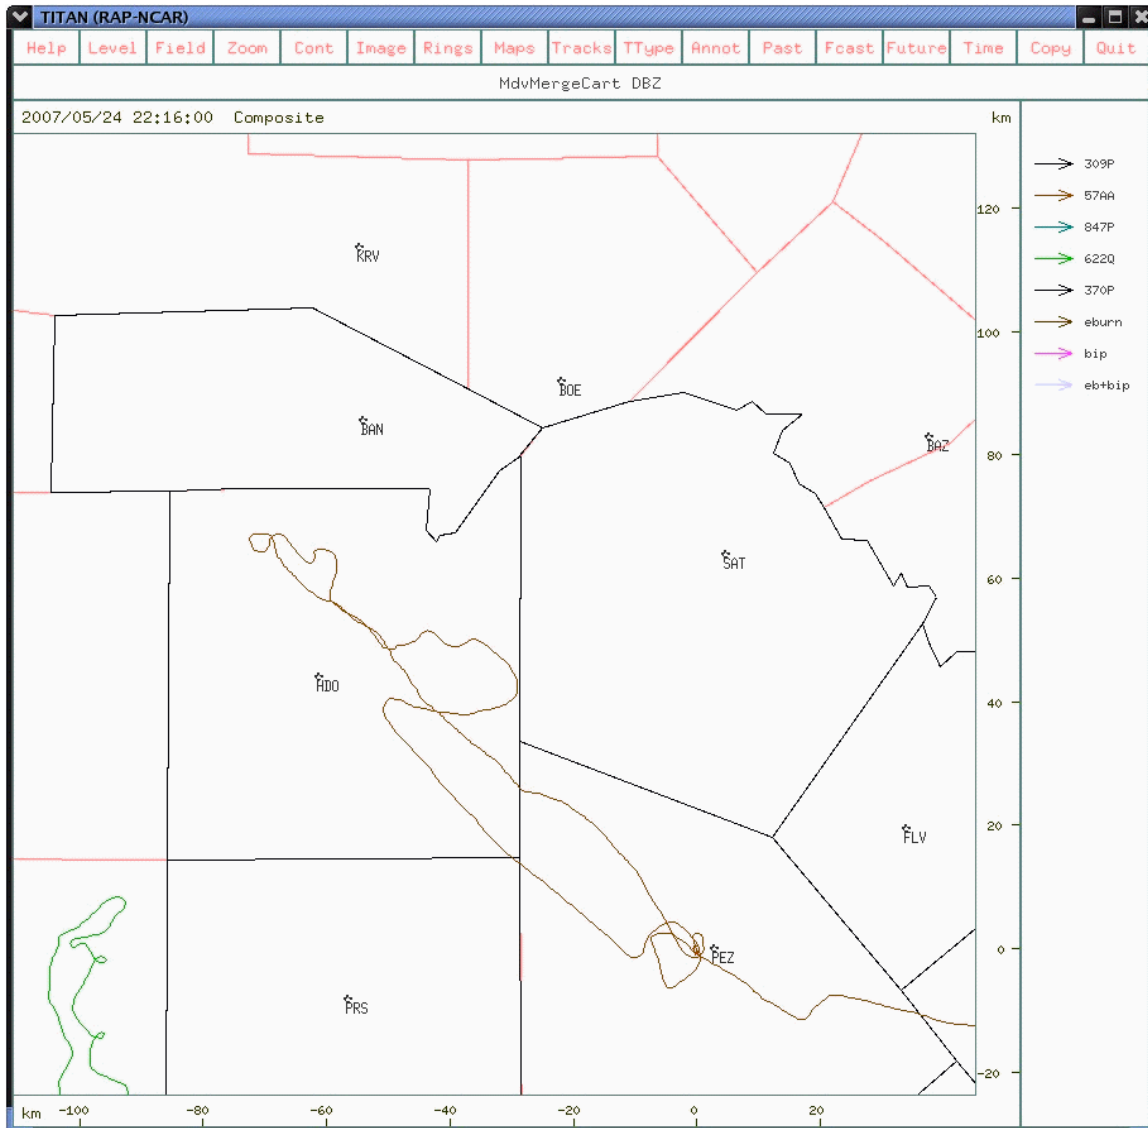 TITAN (RAP-NCAR)
Help Level Field Zoom Cont Image Rings Maps Tracks TType Annot Past Fcast Future Time Copy Quit
MdvMergeCart DBZ
2007/05/24 22:16:00 Composite
km
309P
57AA
847P
622Q
370P
eburn
bip
eb+bip
120
100
80
60
40
20
0
-20
KRV
BOE
BAN
BAZ
SAT
HDO
FLV
PEZ
PRS
km -100 -80 -60 -40 -20 0 20